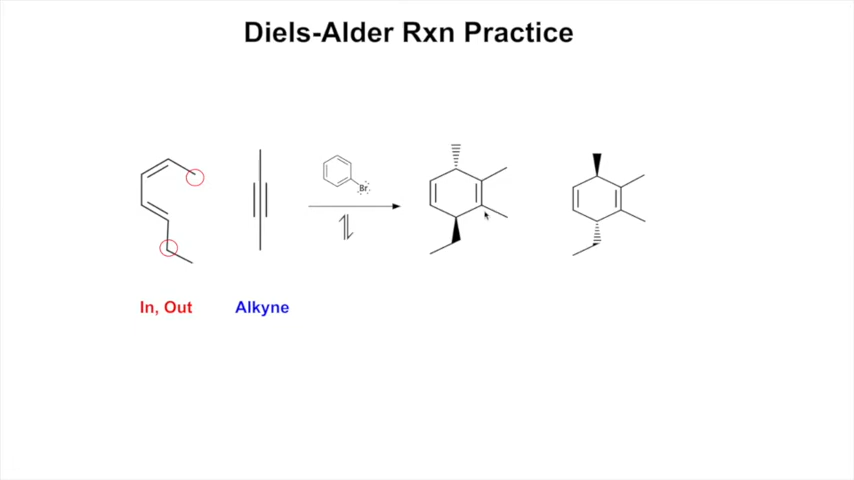 Diels-Alder Rxn Practice
Br
In, Out
Alkyne